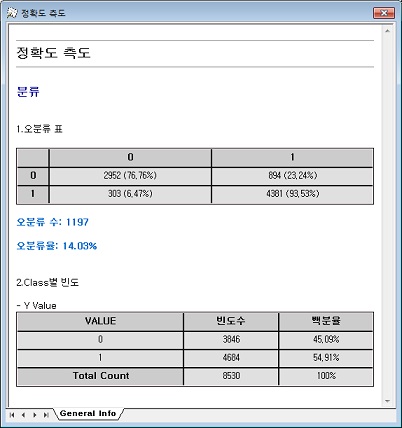 정확도 측도
정확도 측도
분류
1.오분류 표
0 1
0 2952 (76,76%) 894 (23,24%)
1 303 (6,47%) 4381 (93,53%)
오분류 수: 1197
오분류율: 14.03%
2.Class별 빈도
- Y Value
VALUE 빈도수 백분율
0 3846 45,09%
1 4684 54,91%
Total Count 8530 100%
General Info